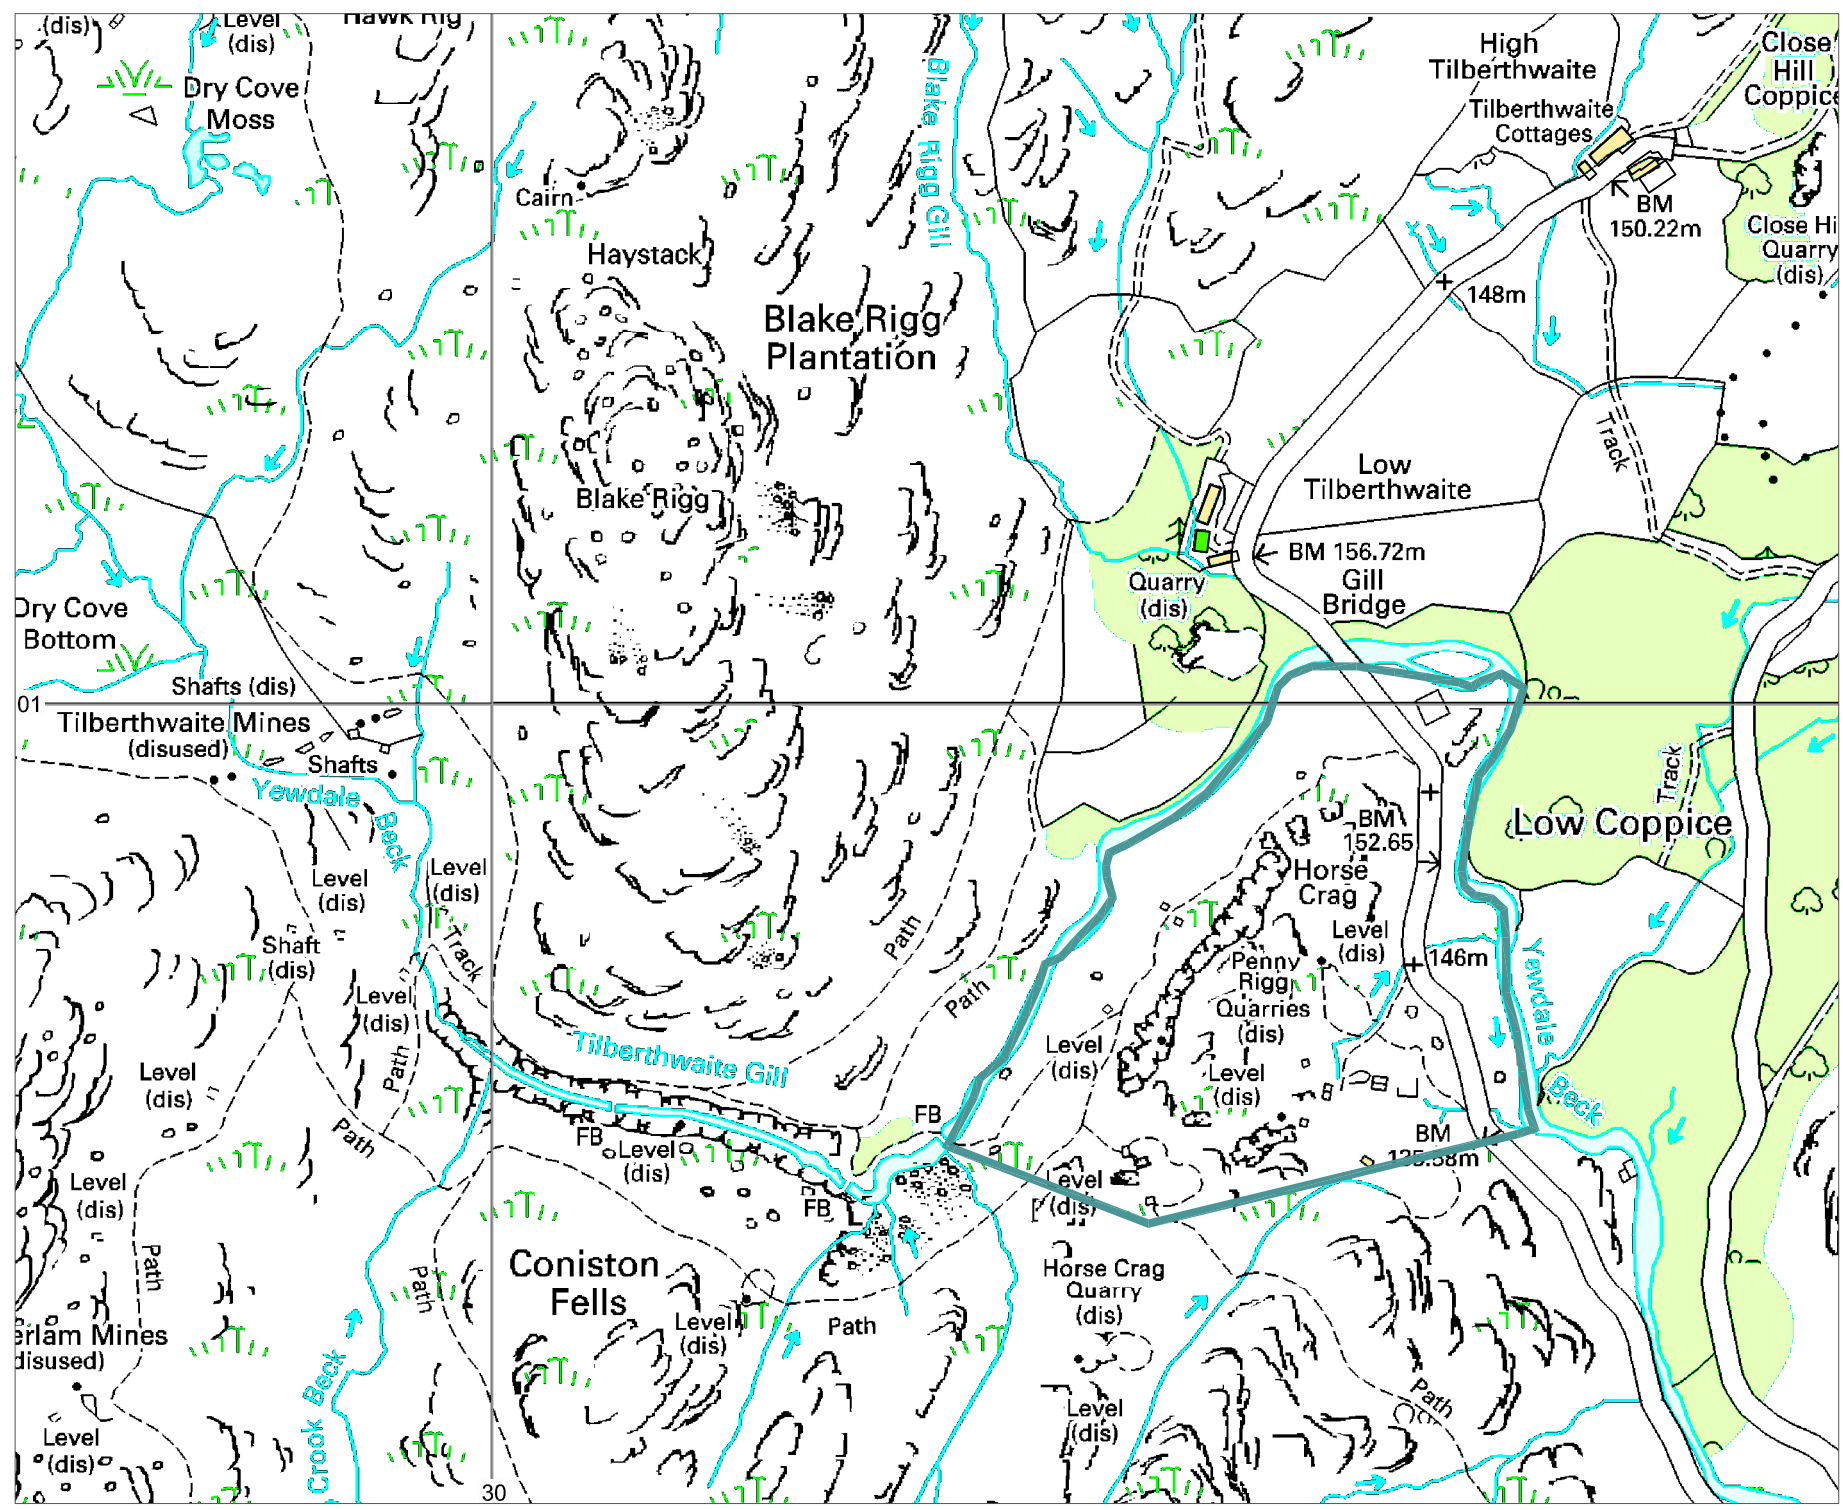 (dis)
Level
(dis)
Hawk Rig
High
Tilberthwaite
Close
Hill
Coppice
Dry Cove
Moss
Blake Rigg Gill
Tilberthwaite
Cottages
Cairn
BM
150.22m
Haystack
Close Hi
Quarry
(dis)
148m
Blake Rigg
Plantation
Track
Low
Tilberthwaite
Blake Rigg
BM 156.72m
Gill
Bridge
Quarry
(dis)
Dry Cove
Bottom
Shafts (dis)
01
Tilberthwaite Mines
(disused)
Shafts
Yewdale
Beck
Track
Low Coppice
BM
152.65
Level
(dis)
Level
(dis)
Horse
Crag
Path
Track
Shaft
(dis)
Level
(dis)
146m
Yewdale
Beck
Penny
Rigg
Quarries
(dis)
Level
(dis)
Path
Tilberthwaite Gill
Level
(dis)
Level
(dis)
Level
(dis)
Path
Path
FB
FB
Level
(dis)
BM
135.58m
Level
(dis)
Level
(dis)
FB
Path
Path
Coniston
Fells
Horse Crag
Quarry
(dis)
Level
(dis)
Path
erlam Mines
disused)
Crook Beck
Path
Level
(dis)
Level
(dis)
30